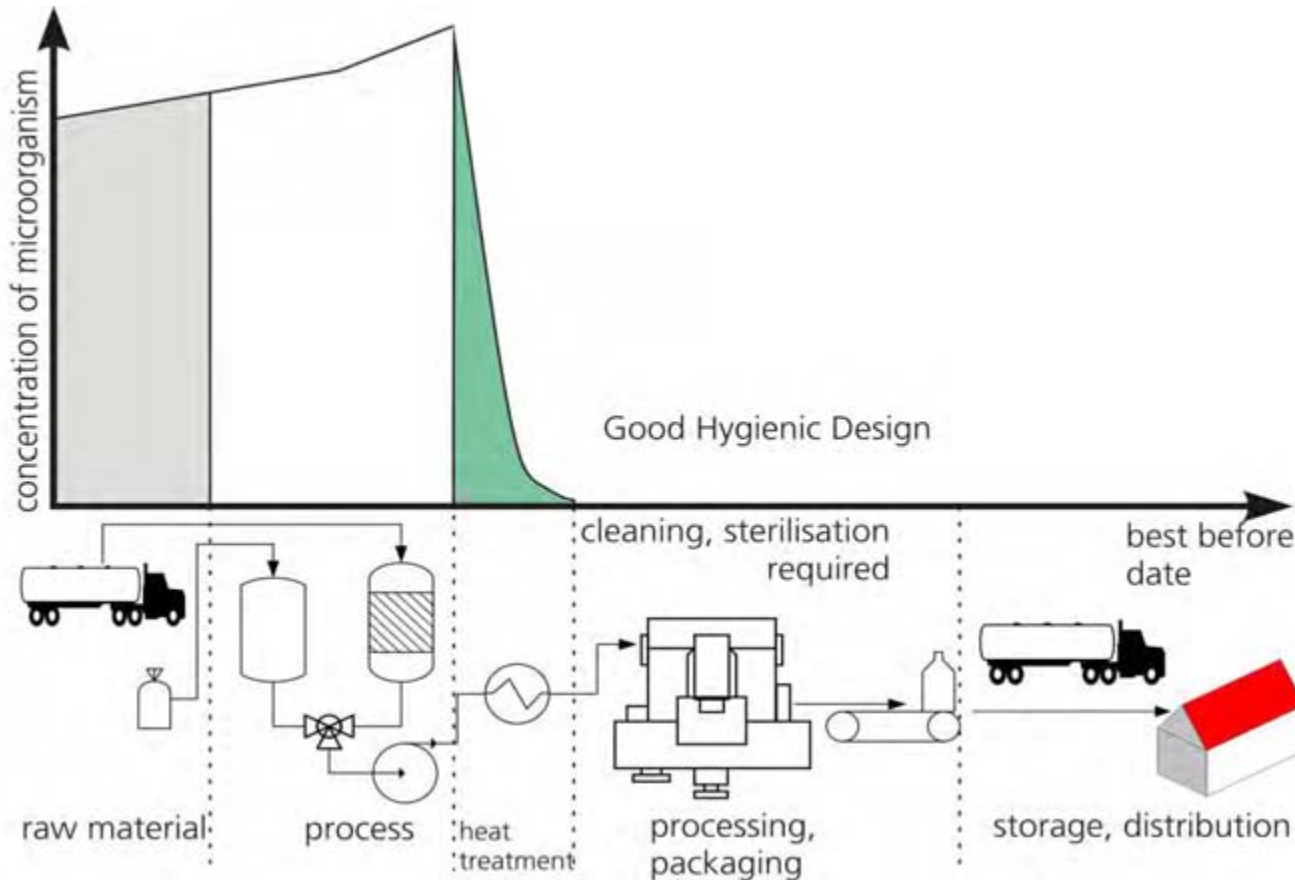 concentration of microorganism
Good Hygienic Design
cleaning, sterilisation
required
best before
date
raw material
process
heat
treatment
processing,
packaging
storage, distribution